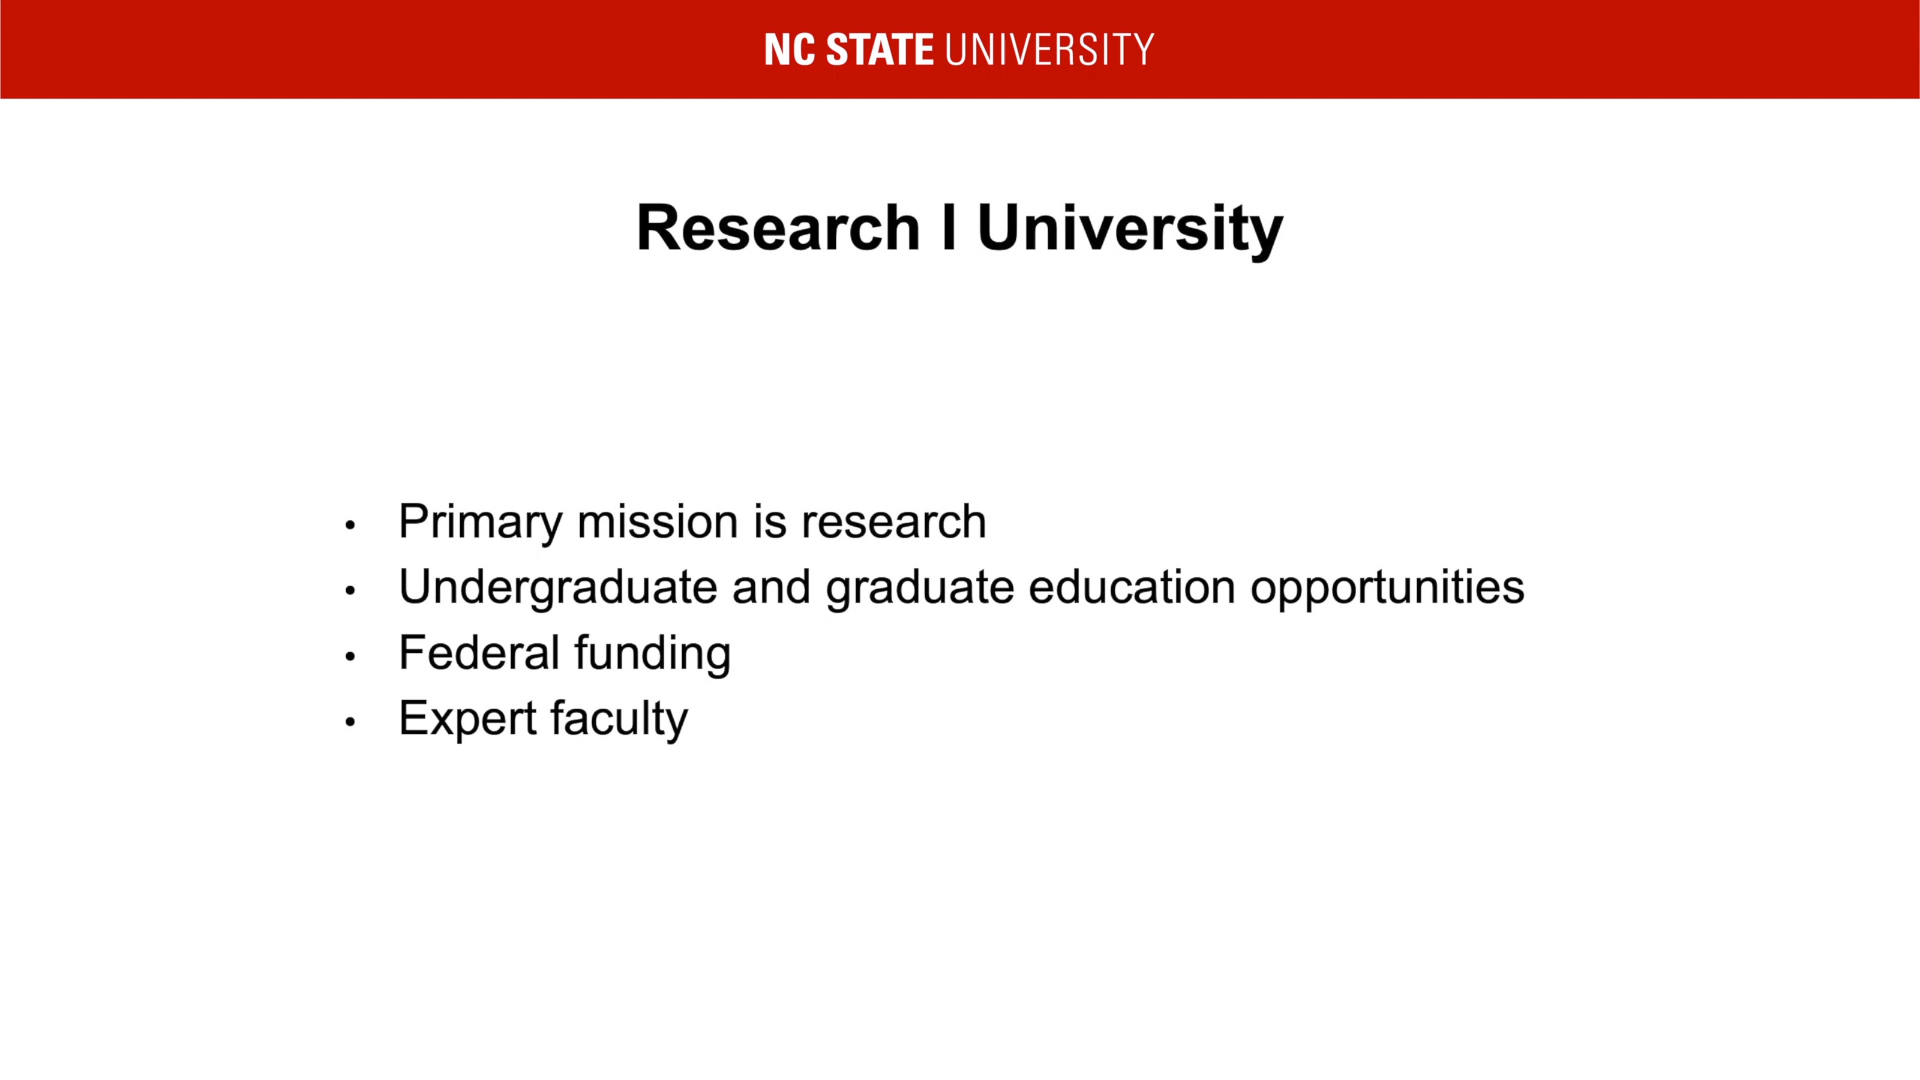 NC STATE UNIVERSITY
Research I University
• Primary mission is research
• Undergraduate and graduate education opportunities
• Federal funding
• Expert faculty